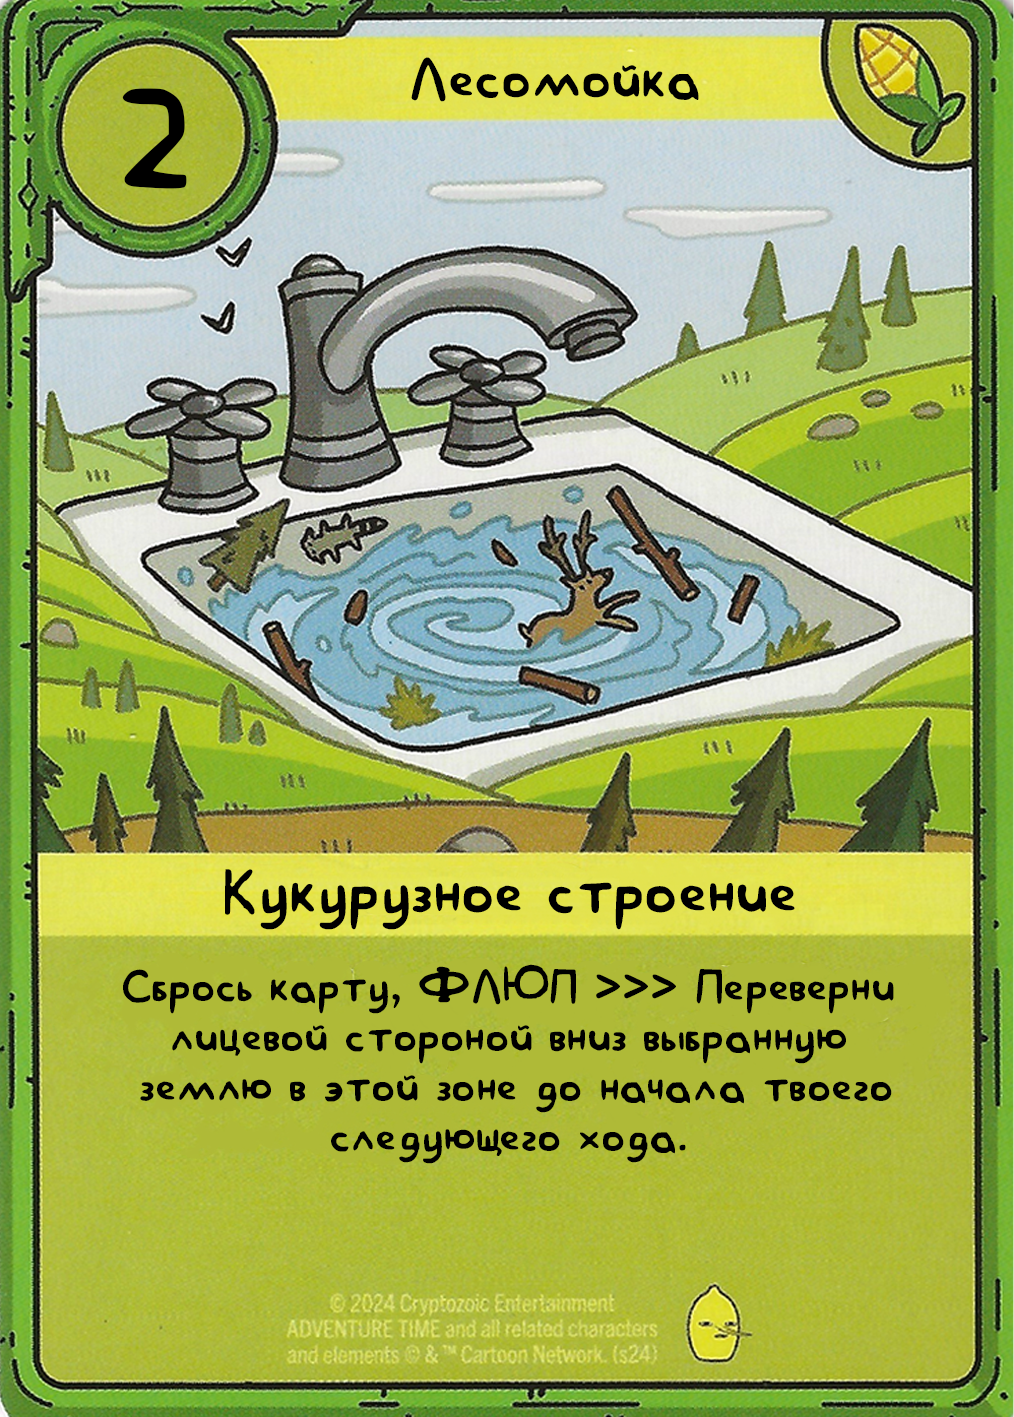 2
Лесомойка
Кукурузное строение
Сбрось карту, ФЛЮП >>> Переверни
лицевой стороной вниз выбранную
землю в этой зоне до начала твоего
следующего хода.
© 2024 Cryptozoic Entertainment
ADVENTURE TIME and all related characters
and elements © & ™ Cartoon Network. (s24)